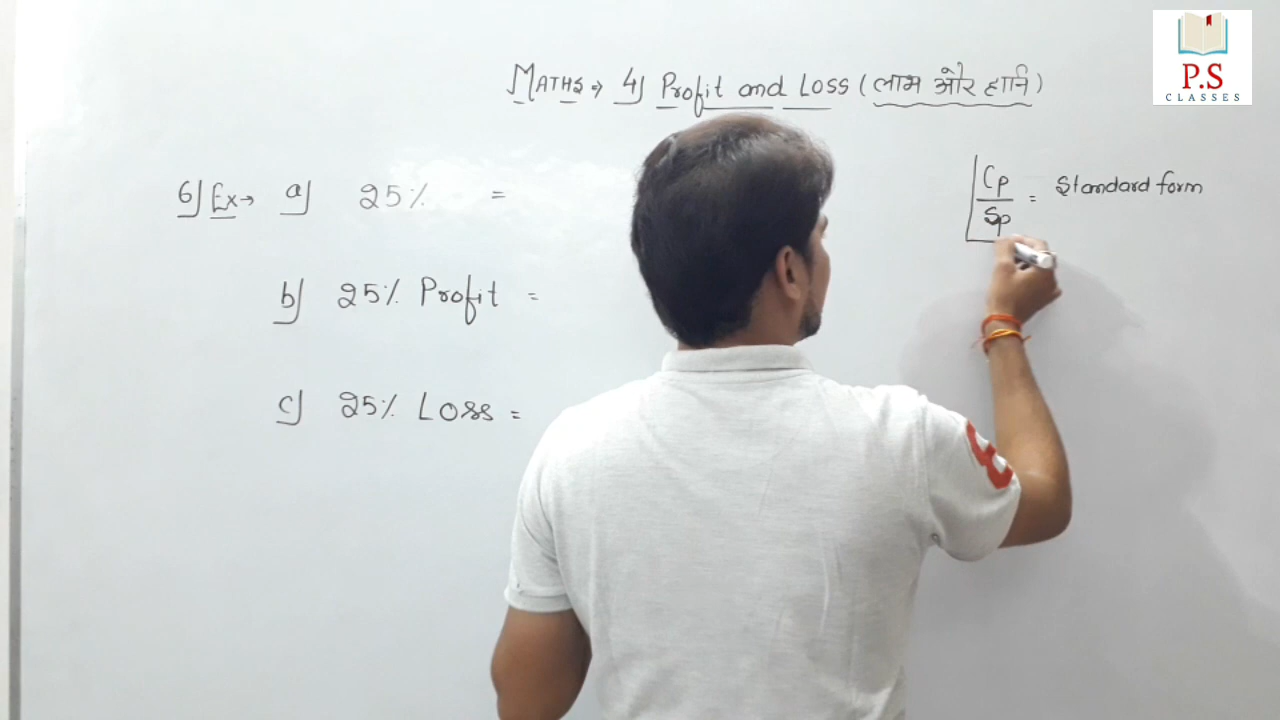 P.S
CLASSES
MATHS → 4) Profit and Loss (लाभ और हानि)
6) Ex → a) 25% =
b) 25% Profit =
c) 25% Loss =
Cp/Sp = Standard form